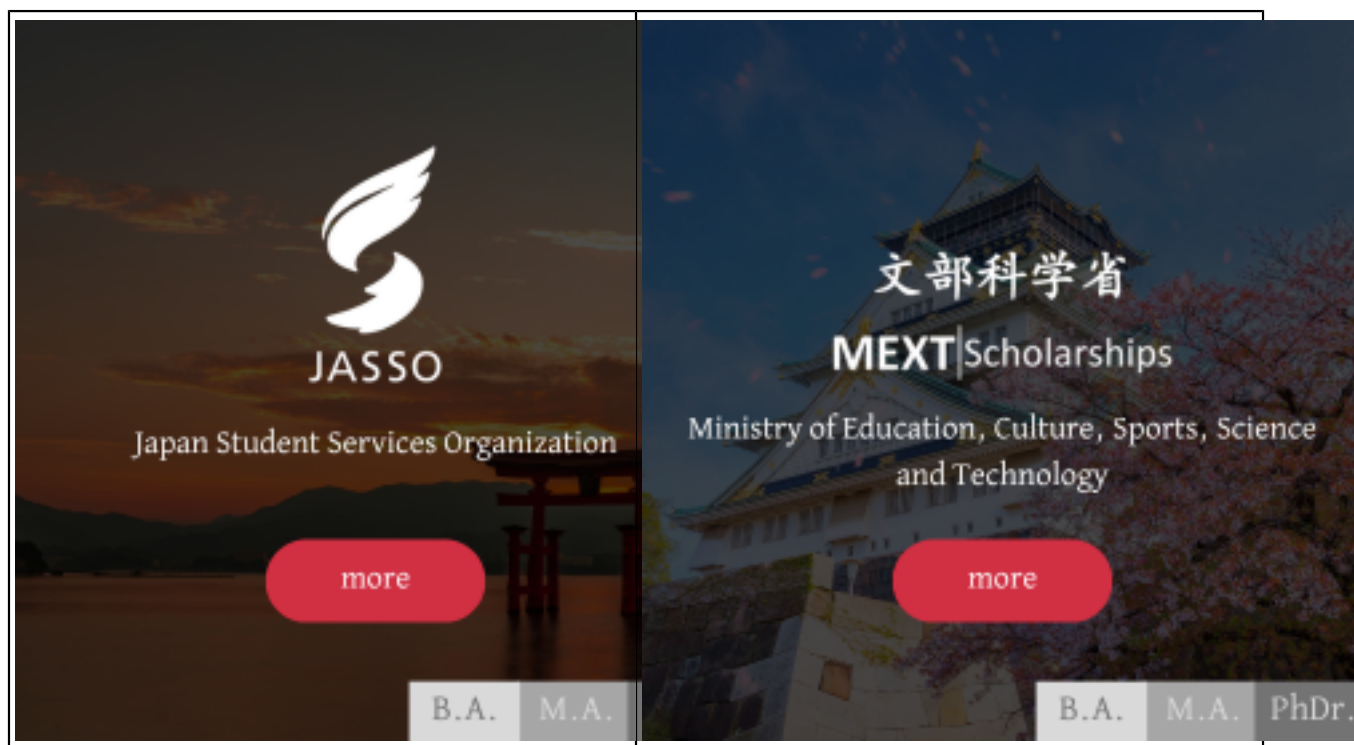 JASSO
Japan Student Services Organization
more
B.A. M.A.
文部科学省
MEXT|Scholarships
Ministry of Education, Culture, Sports, Science
and Technology
more
B.A. M.A. PhDr.